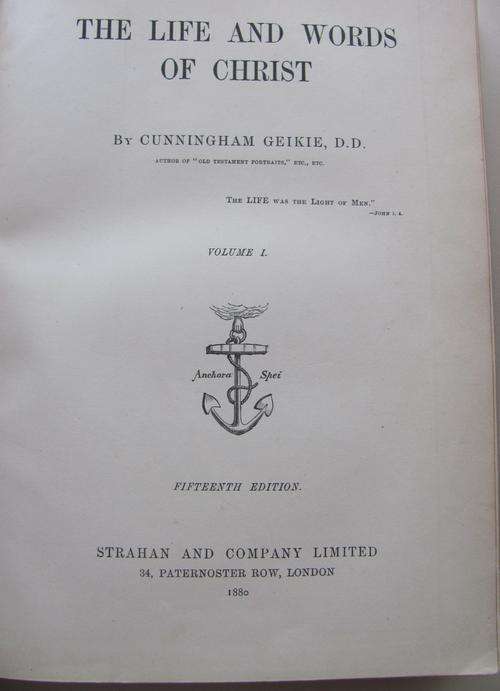 THE LIFE AND WORDS
OF CHRIST
By CUNNINGHAM GEIKIE, D.D.
AUTHOR OF "OLD TESTAMENT PORTRAITS," ETC., ETC.
The LIFE was the Light of Men."
—John i. 4.
VOLUME I.
Anchora Spei
FIFTEENTH EDITION.
STRAHAN AND COMPANY LIMITED
34, PATERNOSTER ROW, LONDON
1880